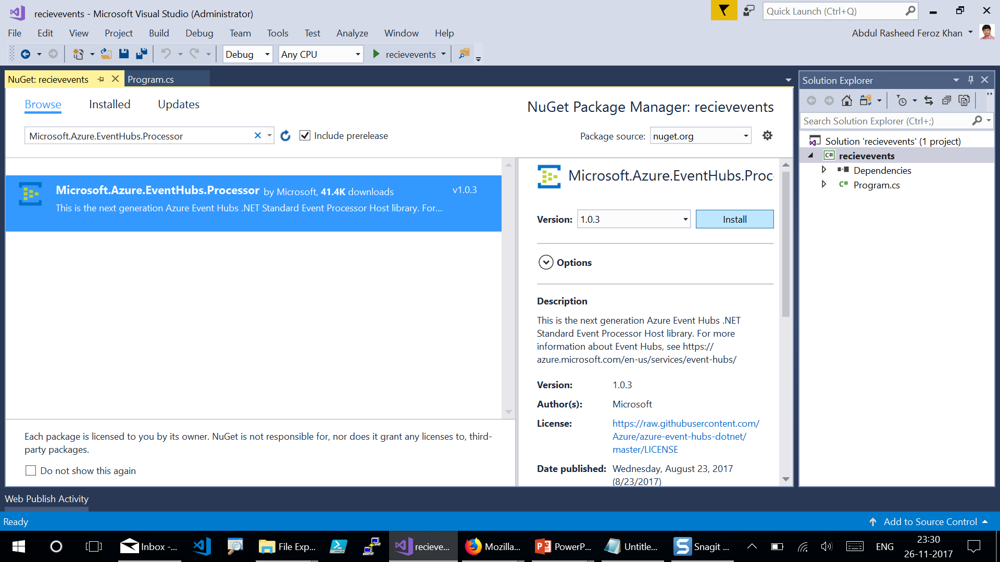 recievevents - Microsoft Visual Studio (Administrator)
Quick Launch (Ctrl+Q)
File Edit View Project Build Debug Team Tools Test Analyze Window Help
Abdul Rasheed Feroz Khan
Debug Any CPU recievevents
NuGet: recievevents Program.cs
Browse Installed Updates
NuGet Package Manager: recievevents
Microsoft.Azure.EventHubs.Processor
Include prerelease
Package source: nuget.org
Microsoft.Azure.EventHubs.Processor by Microsoft, 41.4K downloads v1.0.3
This is the next generation Azure Event Hubs .NET Standard Event Processor Host library. For...
Each package is licensed to you by its owner. NuGet is not responsible for, nor does it grant any licenses to, third-
party packages.
Do not show this again
Microsoft.Azure.EventHubs.Proc
Version: 1.0.3 Install
Options
Description
This is the next generation Azure Event Hubs .NET
Standard Event Processor Host library. For more
information about Event Hubs, see https://
azure.microsoft.com/en-us/services/event-hubs/
Version: 1.0.3
Author(s): Microsoft
License: https://raw.githubusercontent.com/
Azure/azure-event-hubs-dotnet/
master/LICENSE
Date published: Wednesday, August 23, 2017
(8/23/2017)
Solution Explorer
Search Solution Explorer (Ctrl+;)
Solution 'recievevents' (1 project)
C# recievevents
Dependencies
C# Program.cs
Web Publish Activity
Ready
Add to Source Control
Inbox -...
File Exp...
recieve...
Mozilla...
PowerP...
Untitle...
Snagit ...
ENG
23:30
26-11-2017